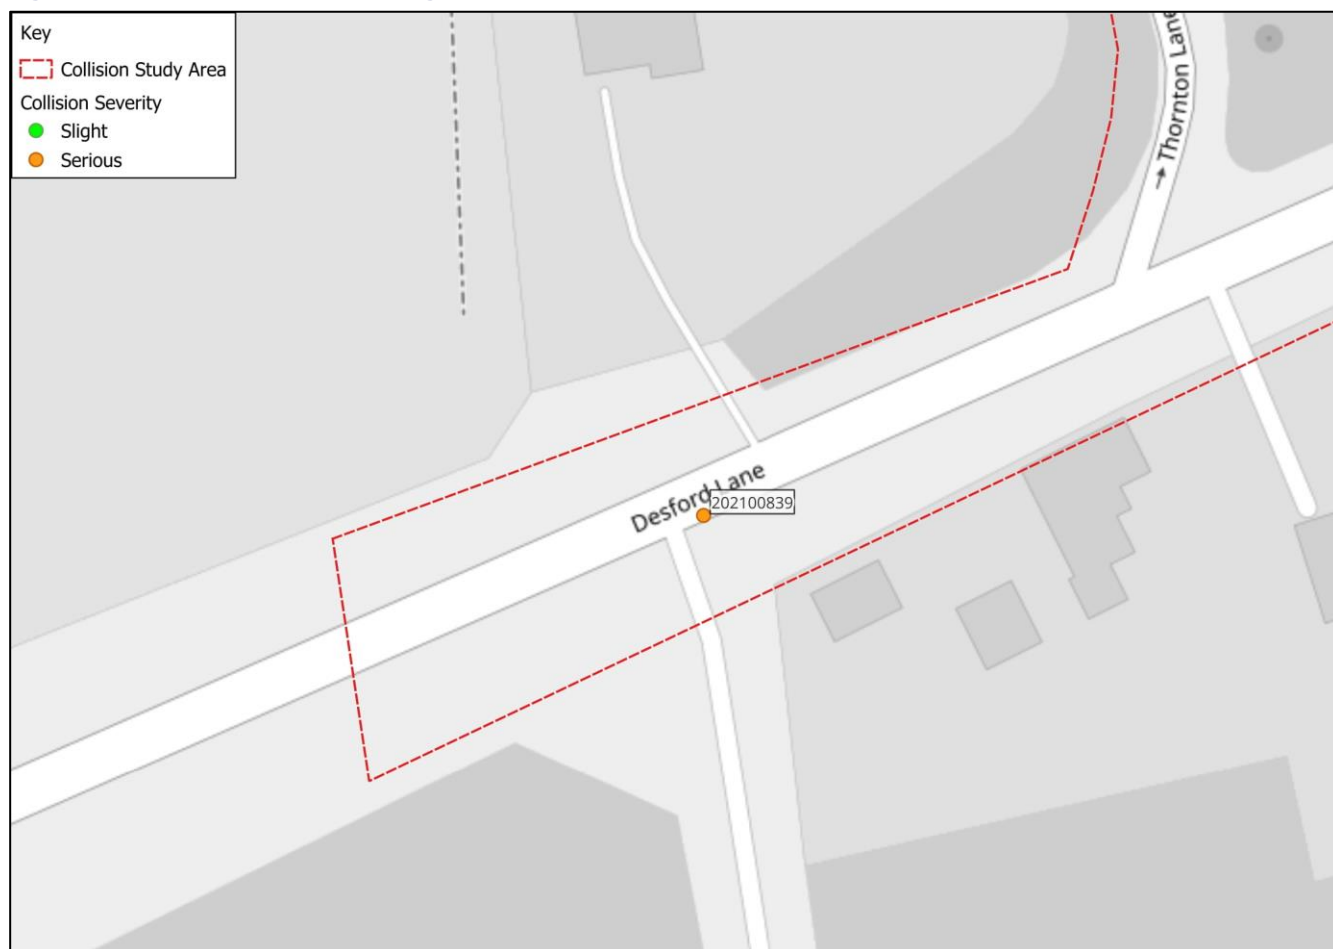 Key
Collision Study Area
Collision Severity
Slight
Serious
→ Thornton Lane
Desford Lane
202100839